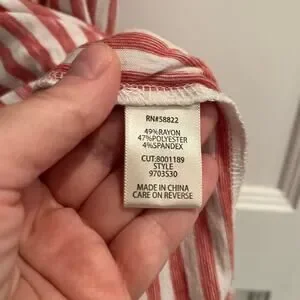 RN#58822
49%RAYON
47%POLYESTER
4%SPANDEX
CUT:8001189
STYLE
9703530
MADE IN CHINA
CARE ON REVERSE